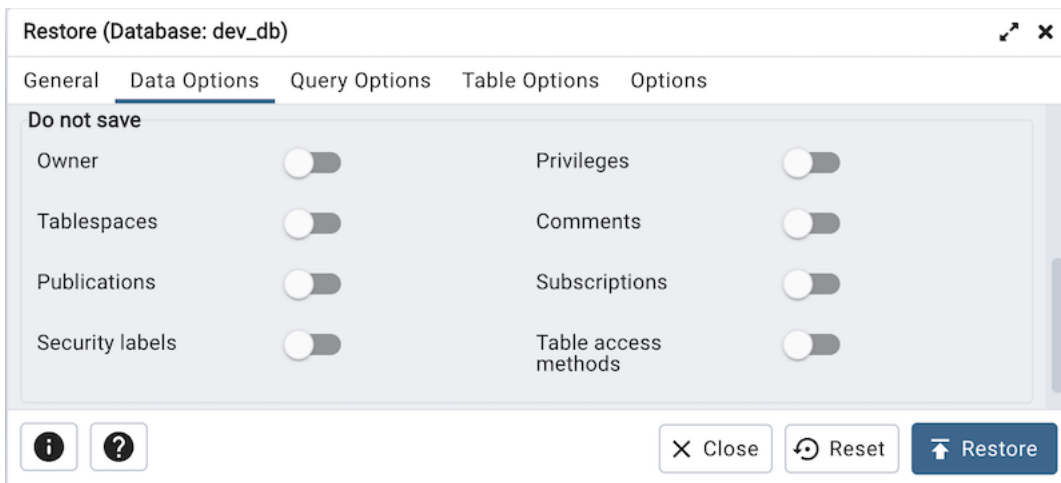 Restore (Database: dev_db)
General Data Options Query Options Table Options Options
Do not save
Owner Privileges
Tablespaces Comments
Publications Subscriptions
Security labels Table access
methods
Close Reset Restore